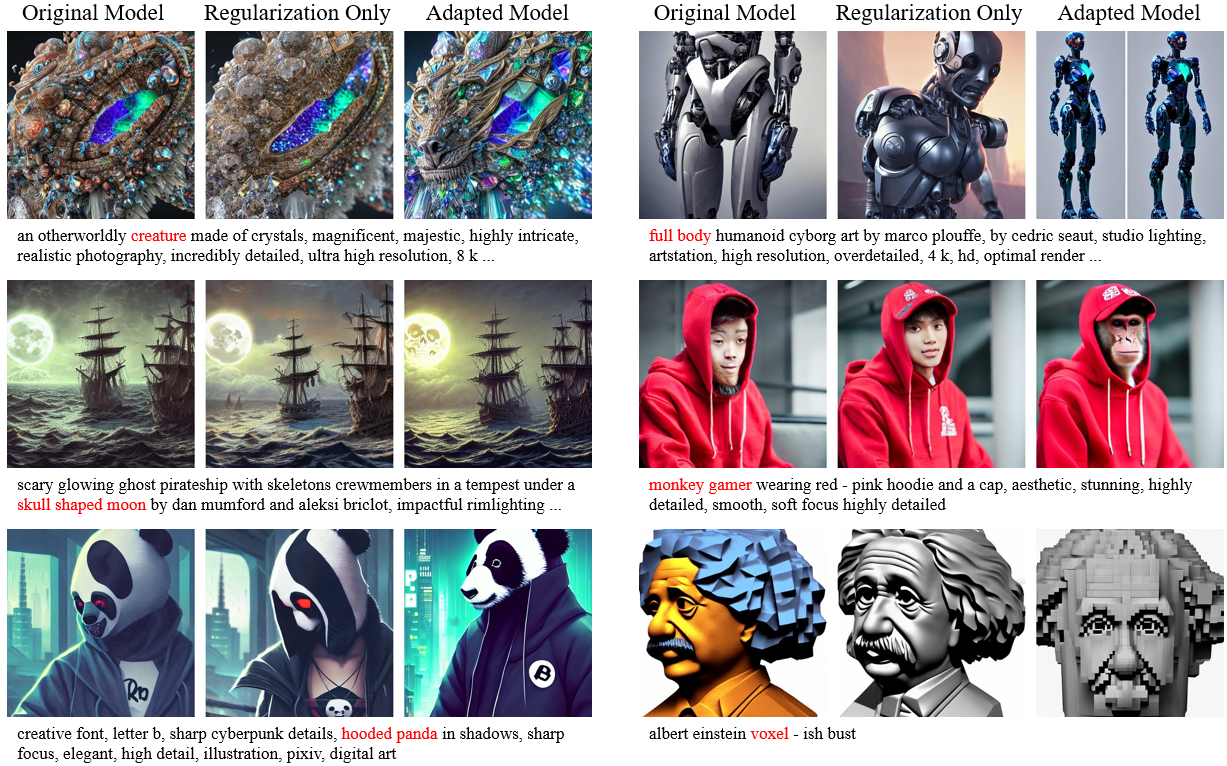 Original Model Regularization Only Adapted Model
an otherworldly creature made of crystals, magnificent, majestic, highly intricate,
realistic photography, incredibly detailed, ultra high resolution, 8 k ...
scary glowing ghost pirateship with skeletons crewmembers in a tempest under a
skull shaped moon by dan mumford and aleksi briclot, impactful rimlighting ...
creative font, letter b, sharp cyberpunk details, hooded panda in shadows, sharp
focus, elegant, high detail, illustration, pixiv, digital art
Original Model Regularization Only Adapted Model
full body humanoid cyborg art by marco plouffe, by cedric seaut, studio lighting,
artstation, high resolution, overdetailed, 4 k, hd, optimal render ...
monkey gamer wearing red - pink hoodie and a cap, aesthetic, stunning, highly
detailed, smooth, soft focus highly detailed
albert einstein voxel - ish bust